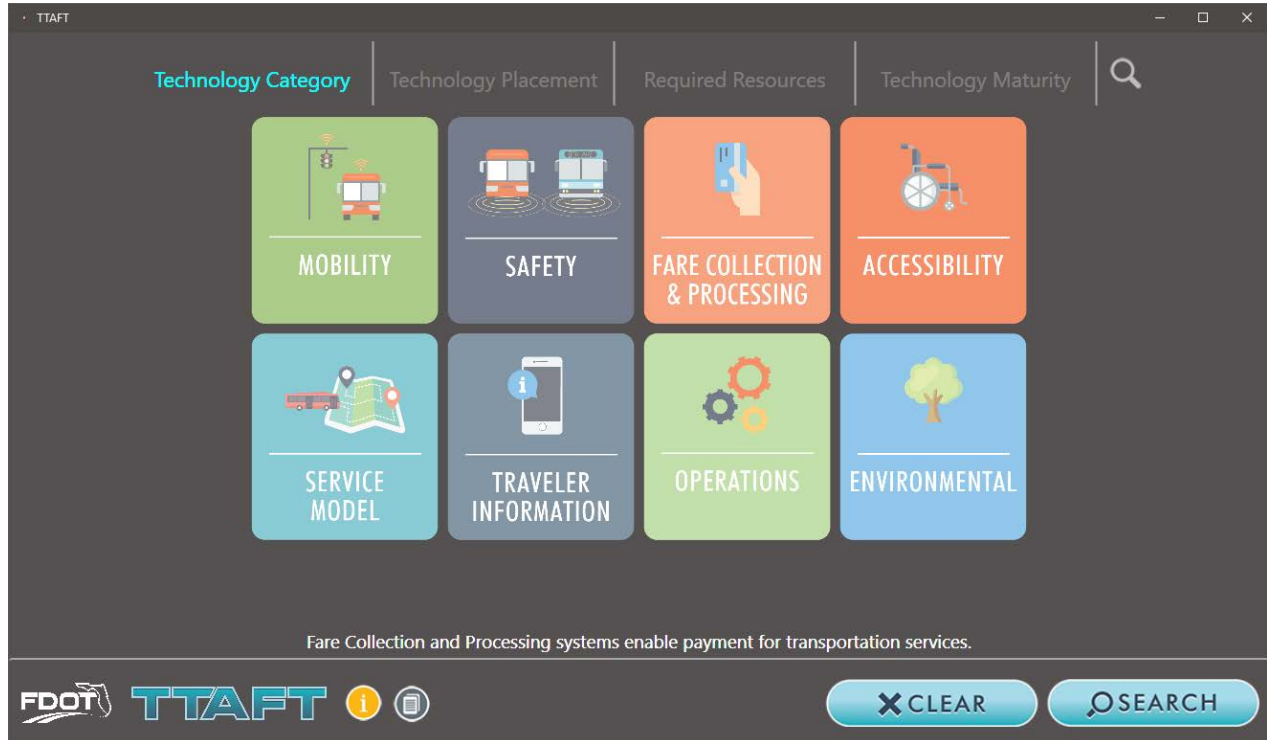 TTAFT
Technology Category
Technology Placement
Required Resources
Technology Maturity
MOBILITY
SAFETY
FARE COLLECTION
& PROCESSING
ACCESSIBILITY
SERVICE
MODEL
i
TRAVELER
INFORMATION
OPERATIONS
ENVIRONMENTAL
Fare Collection and Processing systems enable payment for transportation services.
FDOT
TTAFT
i
CLEAR
SEARCH